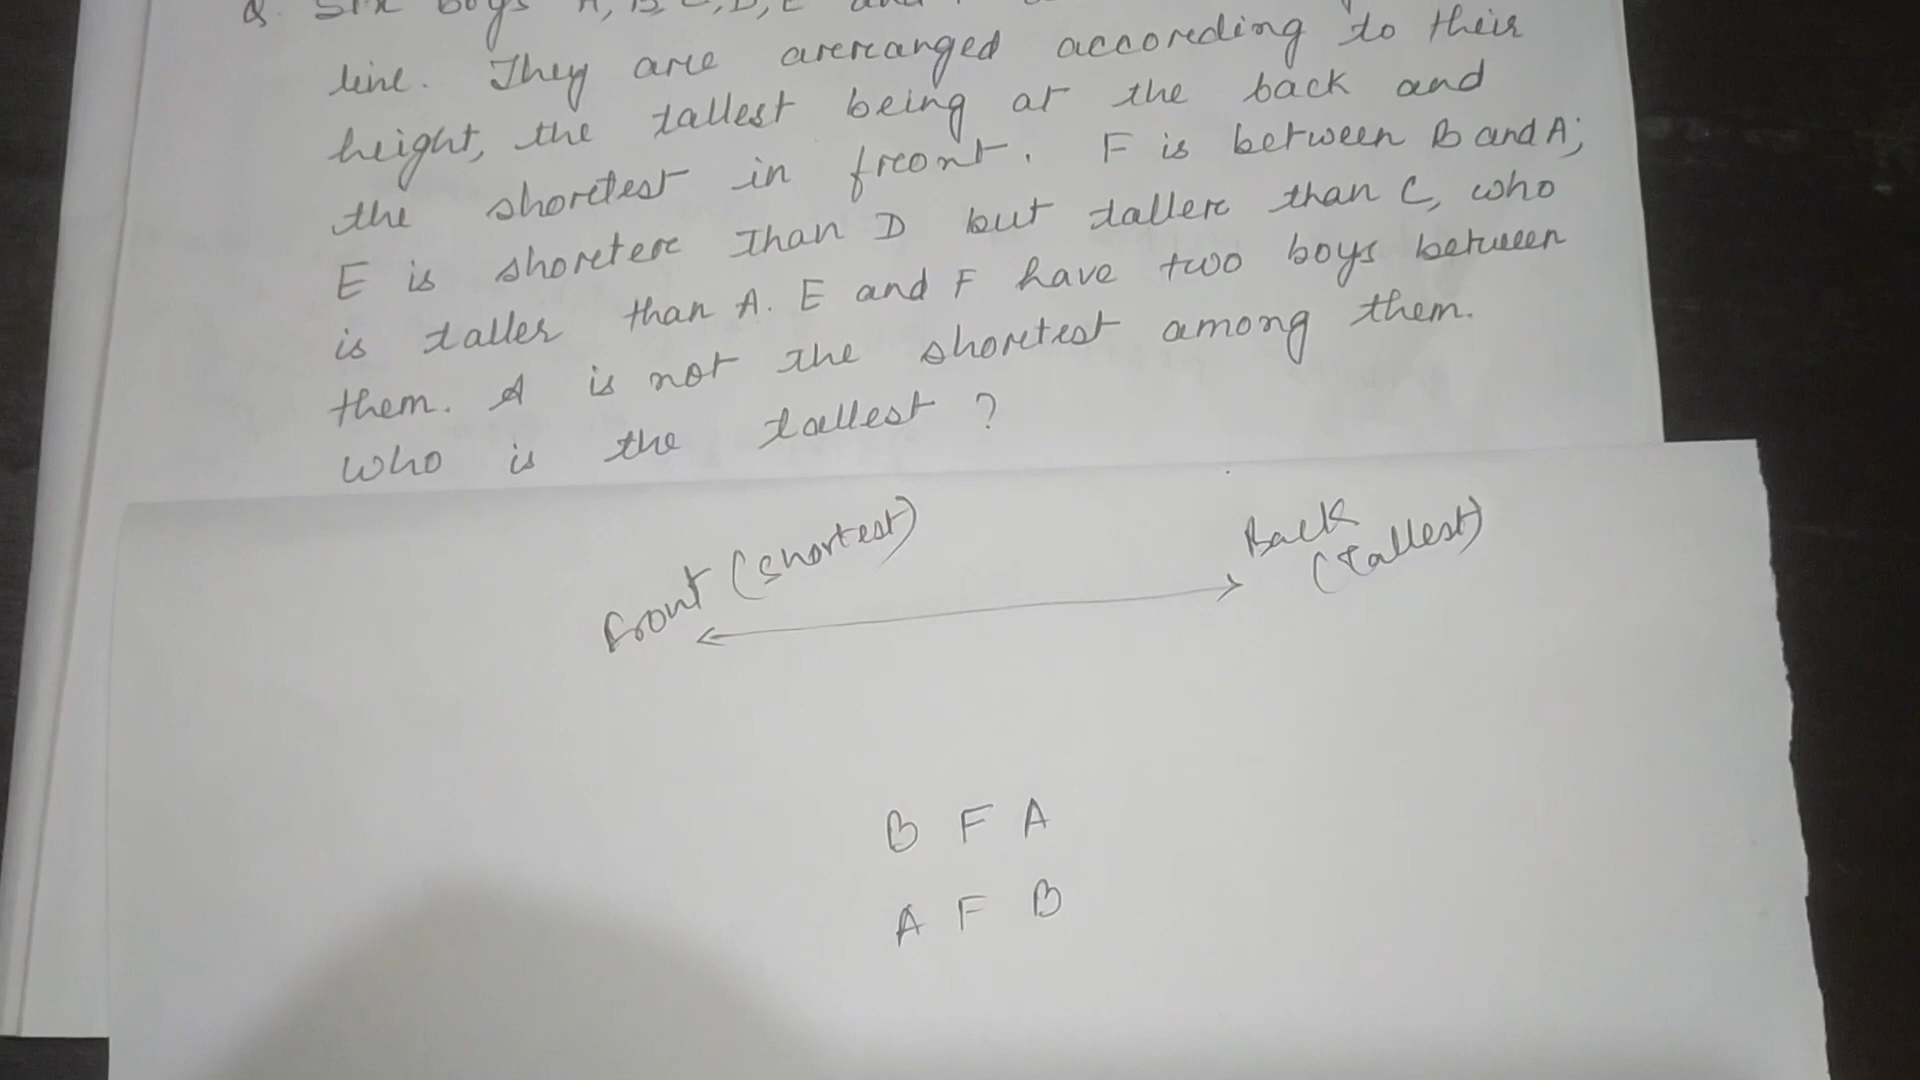 Q. Six boys A, B, C, D, E
line. They are arranged according to their
height, the tallest being at the back and
the shortest in front. F is between B and A;
E is shorter than D but taller than C, who
is taller than A. E and F have two boys between
them. A is not the shortest among them.
who is the tallest ?
Front (shortest)
Back
(tallest)
B F A
A F B